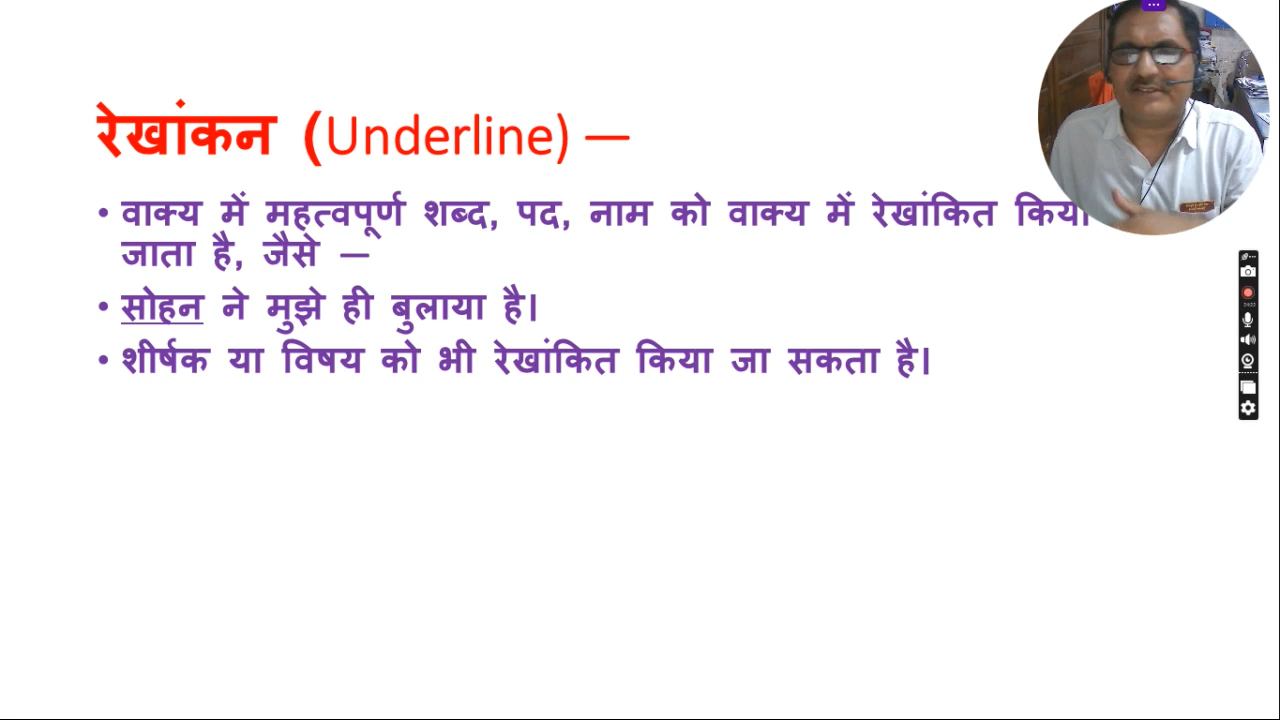 रेखांकन (Underline) —
• वाक्य में महत्वपूर्ण शब्द, पद, नाम को वाक्य में रेखांकित किया
जाता है, जैसे —
• सोहन ने मुझे ही बुलाया है।
• शीर्षक या विषय को भी रेखांकित किया जा सकता है।